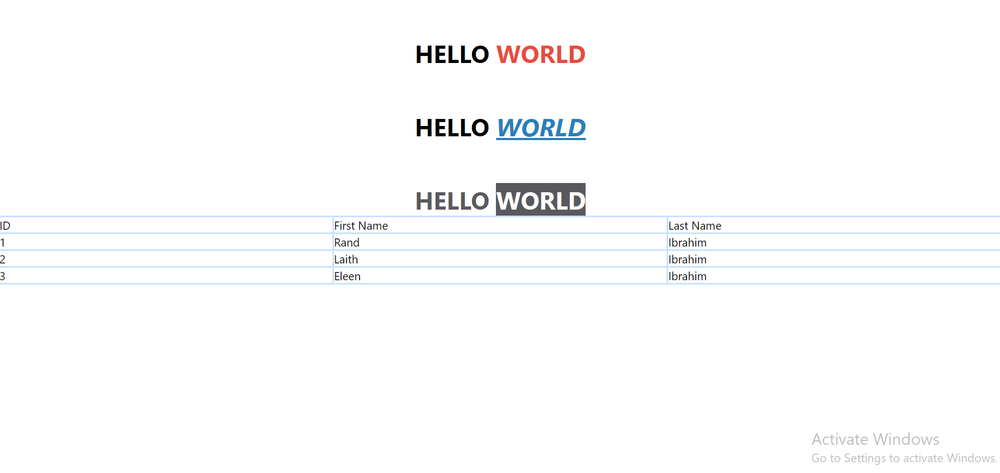 HELLO WORLD
HELLO WORLD
HELLO WORLD
ID First Name Last Name
1 Rand Ibrahim
2 Laith Ibrahim
3 Eleen Ibrahim
Activate Windows
Go to Settings to activate Windows.